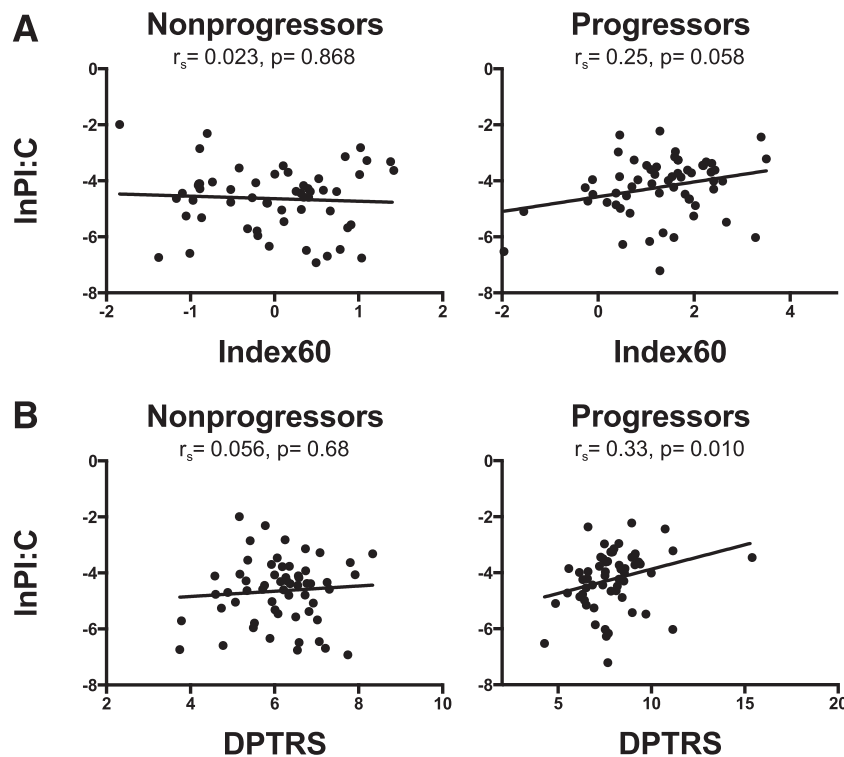 A
Nonprogressors
Progressors
rs= 0.023, p= 0.868
rs= 0.25, p= 0.058
0
-2
-4
-6
-8
lnPI:C
-2 -1 0 1 2
Index60
0
-2
-4
-6
-8
-2 0 2 4
Index60
B
Nonprogressors
Progressors
rs= 0.056, p= 0.68
rs= 0.33, p= 0.010
0
-2
-4
-6
-8
lnPI:C
2 4 6 8 10
DPTRS
0
-2
-4
-6
-8
5 10 15 20
DPTRS